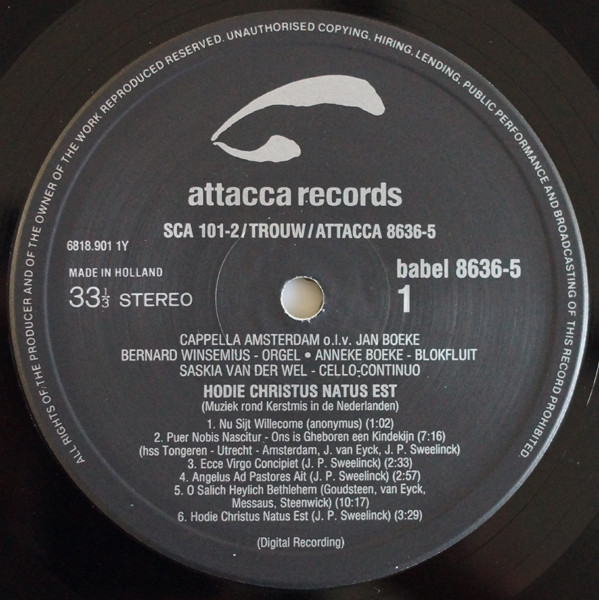 ALL RIGHTS OF THE PRODUCER AND OF THE OWNER OF THE WORK REPRODUCED RESERVED. UNAUTHORISED COPYING, HIRING, LENDING, PUBLIC PERFORMANCE AND BROADCASTING OF THIS RECORD PROHIBITED
attacca records
SCA 101-2/TROUW/ATTACCA 8636-5
6818.901 1Y
MADE IN HOLLAND
babel 8636-5
33⅓ STEREO
1
CAPPELLA AMSTERDAM o.l.v. JAN BOEKE
BERNARD WINSEMIUS - ORGEL • ANNEKE BOEKE - BLOKFLUIT
SASKIA VAN DER WEL - CELLO-CONTINUO
HODIE CHRISTUS NATUS EST
(Muziek rond Kerstmis in de Nederlanden)
1. Nu Sijt Willecome (anonymus) (1:02)
2. Puer Nobis Nascitur - Ons is Gheboren een Kindekijn (7:16)
(hss Tongeren - Utrecht - Amsterdam, J. van Eyck, J. P. Sweelinck)
3. Ecce Virgo Concipiet (J. P. Sweelinck) (2:33)
4. Angelus Ad Pastores Ait (J. P. Sweelinck) (2:57)
5. O Salich Heylich Bethlehem (Goudsteen, van Eyck,
Messaus, Steenwick) (10:17)
6. Hodie Christus Natus Est (J. P. Sweelinck) (3:29)
(Digital Recording)